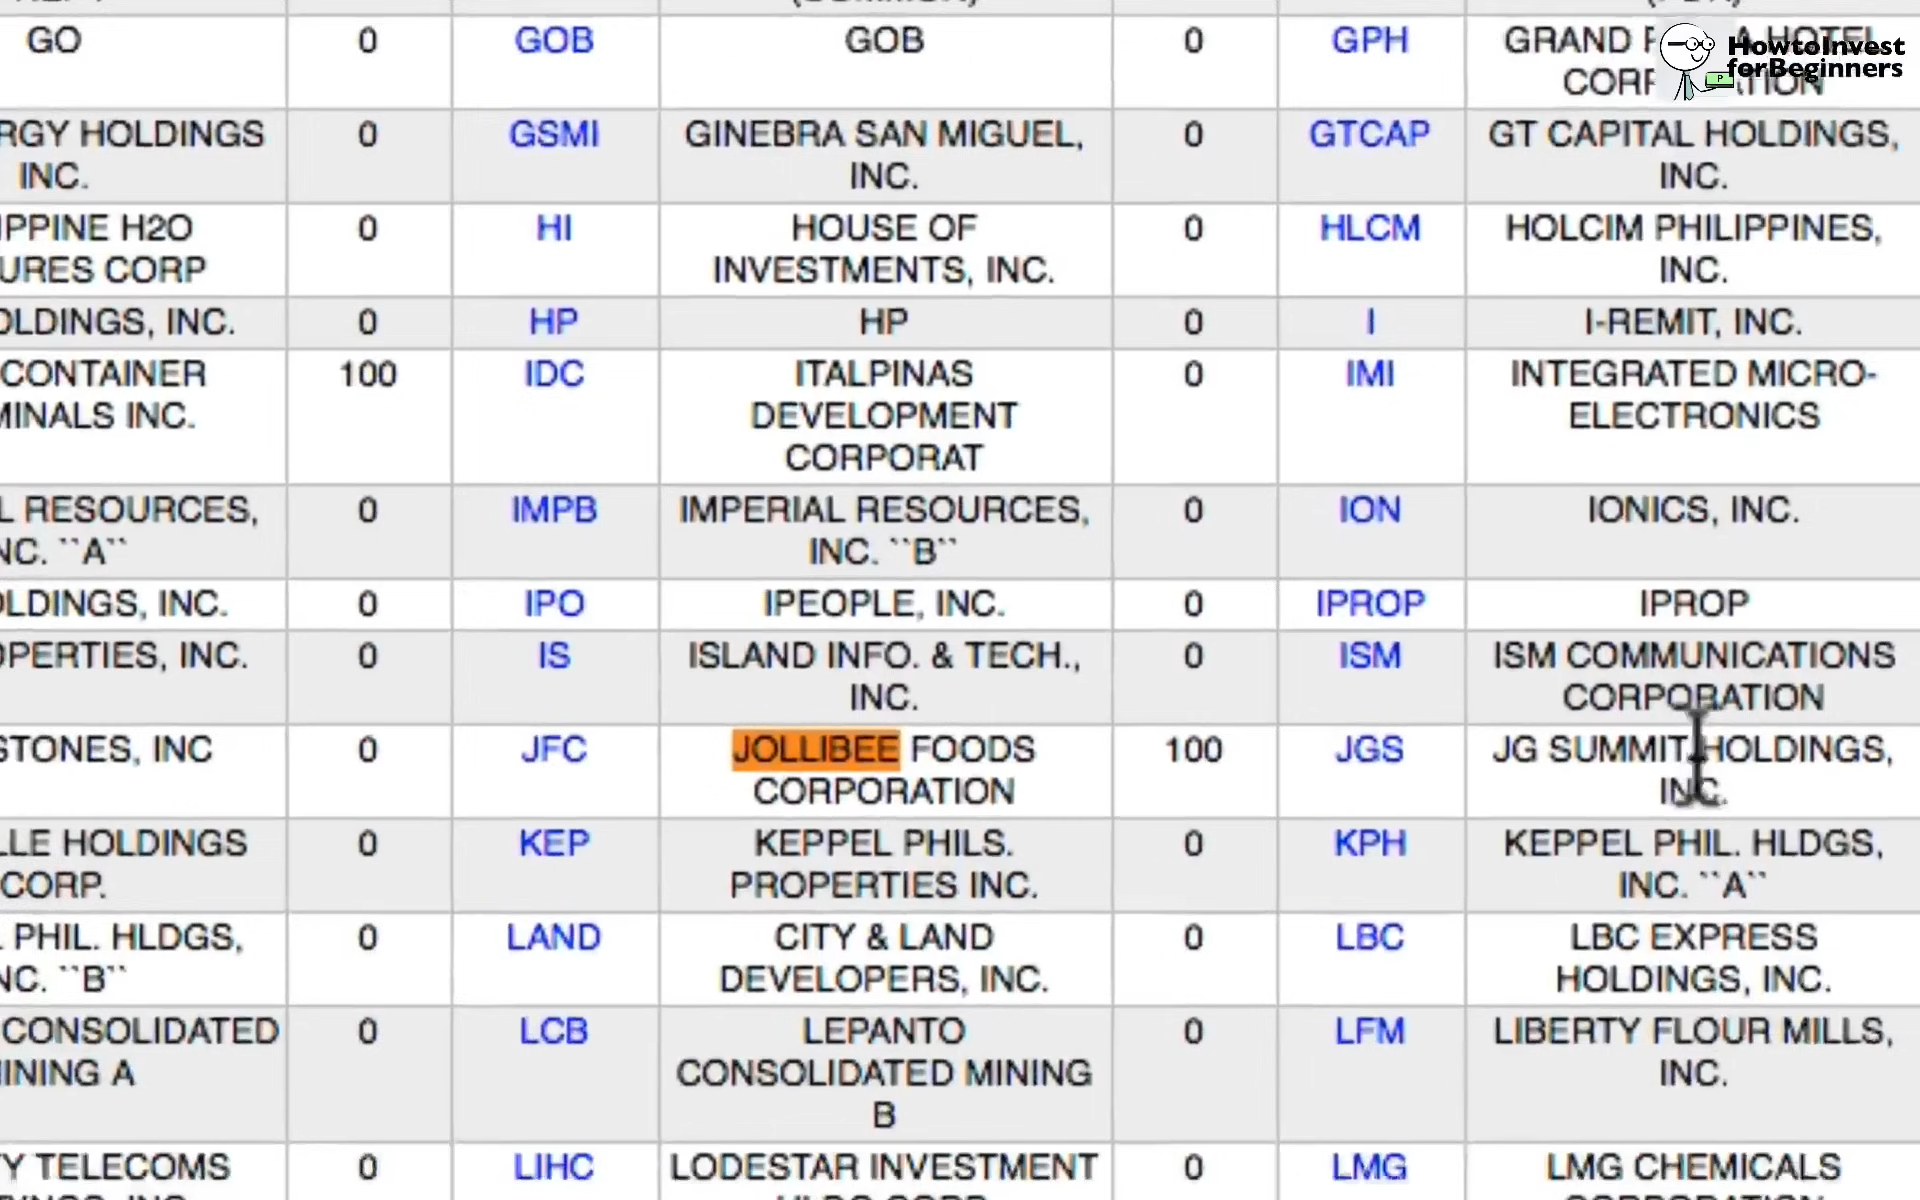 GO 0 GOB GOB 0 GPH GRAND HOTEL
HowtoInvest
forBeginners
RGY HOLDINGS 0 GSMI GINEBRA SAN MIGUEL, 0 GTCAP GT CAPITAL HOLDINGS,
INC. INC. INC.
IPPINE H2O 0 HI HOUSE OF 0 HLCM HOLCIM PHILIPPINES,
URES CORP INVESTMENTS, INC. INC.
OLDINGS, INC. 0 HP HP 0 I I-REMIT, INC.
CONTAINER 100 IDC ITALPINAS 0 IMI INTEGRATED MICRO-
MINALS INC. DEVELOPMENT ELECTRONICS
CORPORAT
L RESOURCES, 0 IMPB IMPERIAL RESOURCES, 0 ION IONICS, INC.
NC. ``A`` INC. ``B``
OLDINGS, INC. 0 IPO IPEOPLE, INC. 0 IPROP IPROP
OPERTIES, INC. 0 IS ISLAND INFO. & TECH., 0 ISM ISM COMMUNICATIONS
INC. CORPORATION
STONES, INC 0 JFC JOLLIBEE FOODS 100 JGS JG SUMMIT HOLDINGS,
CORPORATION INC.
LLE HOLDINGS 0 KEP KEPPEL PHILS. 0 KPH KEPPEL PHIL. HLDGS,
CORP. PROPERTIES INC. INC. ``A``
PHIL. HLDGS, 0 LAND CITY & LAND 0 LBC LBC EXPRESS
NC. ``B`` DEVELOPERS, INC. HOLDINGS, INC.
CONSOLIDATED 0 LCB LEPANTO 0 LFM LIBERTY FLOUR MILLS,
INING A CONSOLIDATED MINING INC.
B
Y TELECOMS 0 LIHC LODESTAR INVESTMENT 0 LMG LMG CHEMICALS